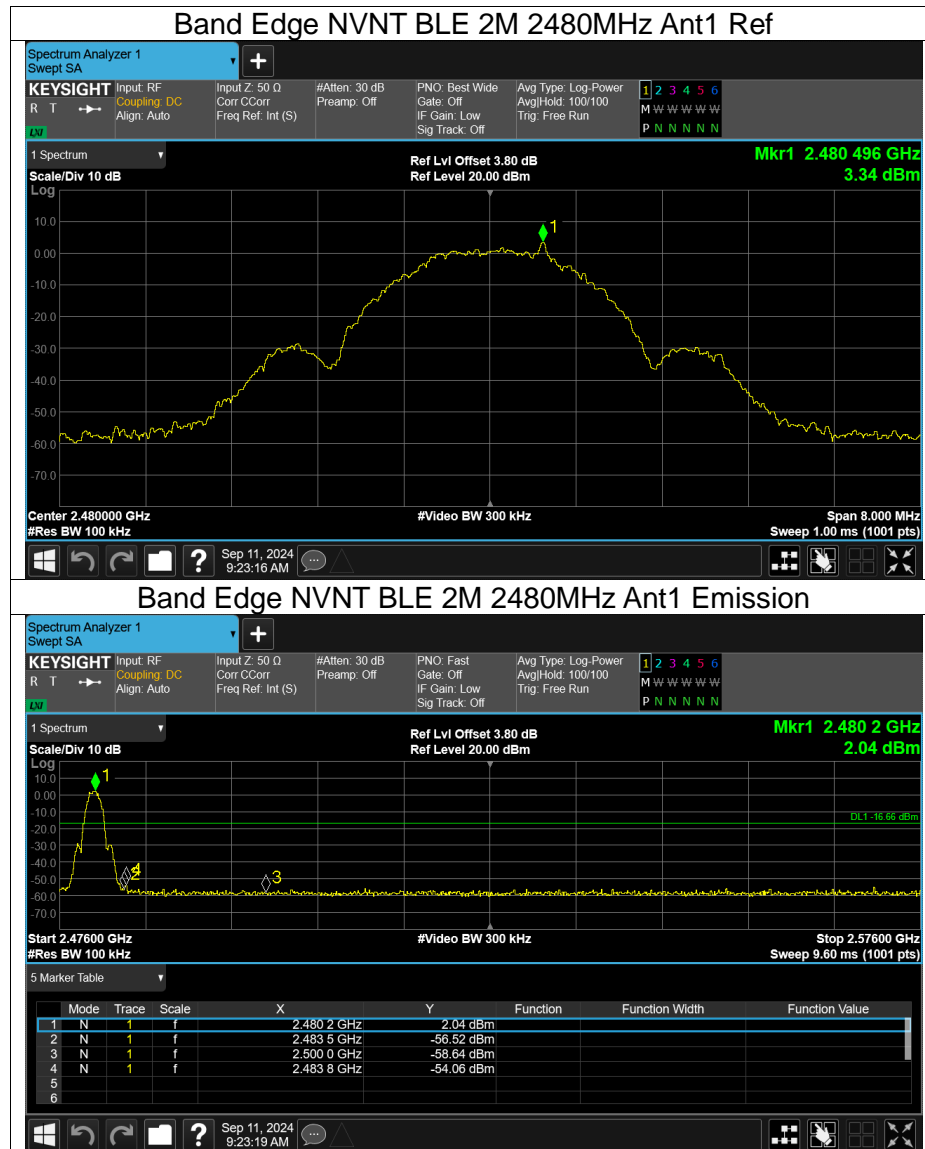 Band Edge NVNT BLE 2M 2480MHz Ant1 Ref
Spectrum Analyzer 1
Swept SA
+
KEYSIGHT Input: RF Input Z: 50 Ω #Atten: 30 dB PNO: Best Wide Avg Type: Log-Power 1 2 3 4 5 6
R T Coupling: DC Corr CCorr Preamp: Off Gate: Off Avg|Hold: 100/100 M W W W W W
Align: Auto Freq Ref: Int (S) IF Gain: Low Trig: Free Run
LXI Sig Track: Off P N N N N N
1 Spectrum Ref Lvl Offset 3.80 dB Mkr1 2.480 496 GHz
Scale/Div 10 dB Ref Level 20.00 dBm 3.34 dBm
Log
10.0
1
0.00
-10.0
-20.0
-30.0
-40.0
-50.0
-60.0
-70.0
Center 2.480000 GHz #Video BW 300 kHz Span 8.000 MHz
#Res BW 100 kHz Sweep 1.00 ms (1001 pts)
? Sep 11, 2024
9:23:16 AM
Band Edge NVNT BLE 2M 2480MHz Ant1 Emission
Spectrum Analyzer 1
Swept SA
+
KEYSIGHT Input: RF Input Z: 50 Ω #Atten: 30 dB PNO: Fast Avg Type: Log-Power 1 2 3 4 5 6
R T Coupling: DC Corr CCorr Preamp: Off Gate: Off Avg|Hold: 100/100 M W W W W W
Align: Auto Freq Ref: Int (S) IF Gain: Low Trig: Free Run
LXI Sig Track: Off P N N N N N
1 Spectrum Ref Lvl Offset 3.80 dB Mkr1 2.480 2 GHz
Scale/Div 10 dB Ref Level 20.00 dBm 2.04 dBm
Log
10.0 1
0.00
-10.0
DL1 -16.66 dBm
-20.0
-30.0
-40.0
4
2 3
-50.0
-60.0
-70.0
Start 2.47600 GHz #Video BW 300 kHz Stop 2.57600 GHz
#Res BW 100 kHz Sweep 9.60 ms (1001 pts)
5 Marker Table
Mode Trace Scale X Y Function Function Width Function Value
1 N 1 f 2.480 2 GHz 2.04 dBm
2 N 1 f 2.483 5 GHz -56.52 dBm
3 N 1 f 2.500 0 GHz -58.64 dBm
4 N 1 f 2.483 8 GHz -54.06 dBm
5
6
? Sep 11, 2024
9:23:19 AM